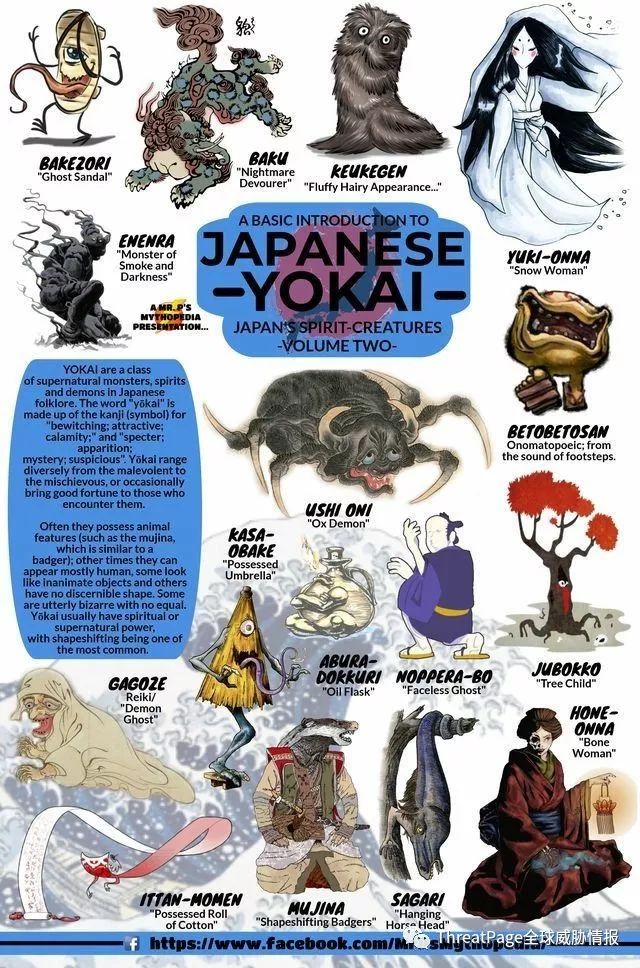 BAKEZORI
"Ghost Sandal"
BAKU
"Nightmare
Devourer"
KEUKEGEN
"Fluffy Hairy Appearance..."
ENENRA
"Monster of
Smoke and
Darkness"
A MR. P'S
MYTHOPEDIA
PRESENTATION...
A BASIC INTRODUCTION TO
JAPANESE
-YOKAI-
JAPAN'S SPIRIT-CREATURES
-VOLUME TWO-
YUKI-ONNA
"Snow Woman"
BETOBETOSAN
Onomatopoeic; from
the sound of footsteps.
YOKAI are a class
of supernatural monsters, spirits
and demons in Japanese
folklore. The word "yōkai" is
made up of the kanji (symbol) for
"bewitching; attractive;
calamity;" and "specter;
apparition;
mystery; suspicious". Yōkai range
diversely from the malevolent to
the mischievous, or occasionally
bring good fortune to those who
encounter them.
Often they possess animal
features (such as the mujina,
which is similar to a
badger); other times they can
appear mostly human, some look
like inanimate objects and others
have no discernible shape. Some
are utterly bizarre with no equal.
Yōkai usually have spiritual or
supernatural power,
with shapeshifting being one of
the most common.
USHI ONI
"Ox Demon"
KASA-
OBAKE
"Possessed
Umbrella"
ABURA-
DOKKURI
"Oil Flask"
NOPPERA-BO
"Faceless Ghost"
JUBOKKO
"Tree Child"
GAGOZE
Reiki/
"Demon
Ghost"
HONE-
ONNA
"Bone
Woman"
ITTAN-MOMEN
"Possessed Roll
of Cotton"
MUJINA
"Shapeshifting Badgers"
SAGARI
"Hanging
Horse Head"
f https://www.facebook.com/
ThreatPage全球威胁情报